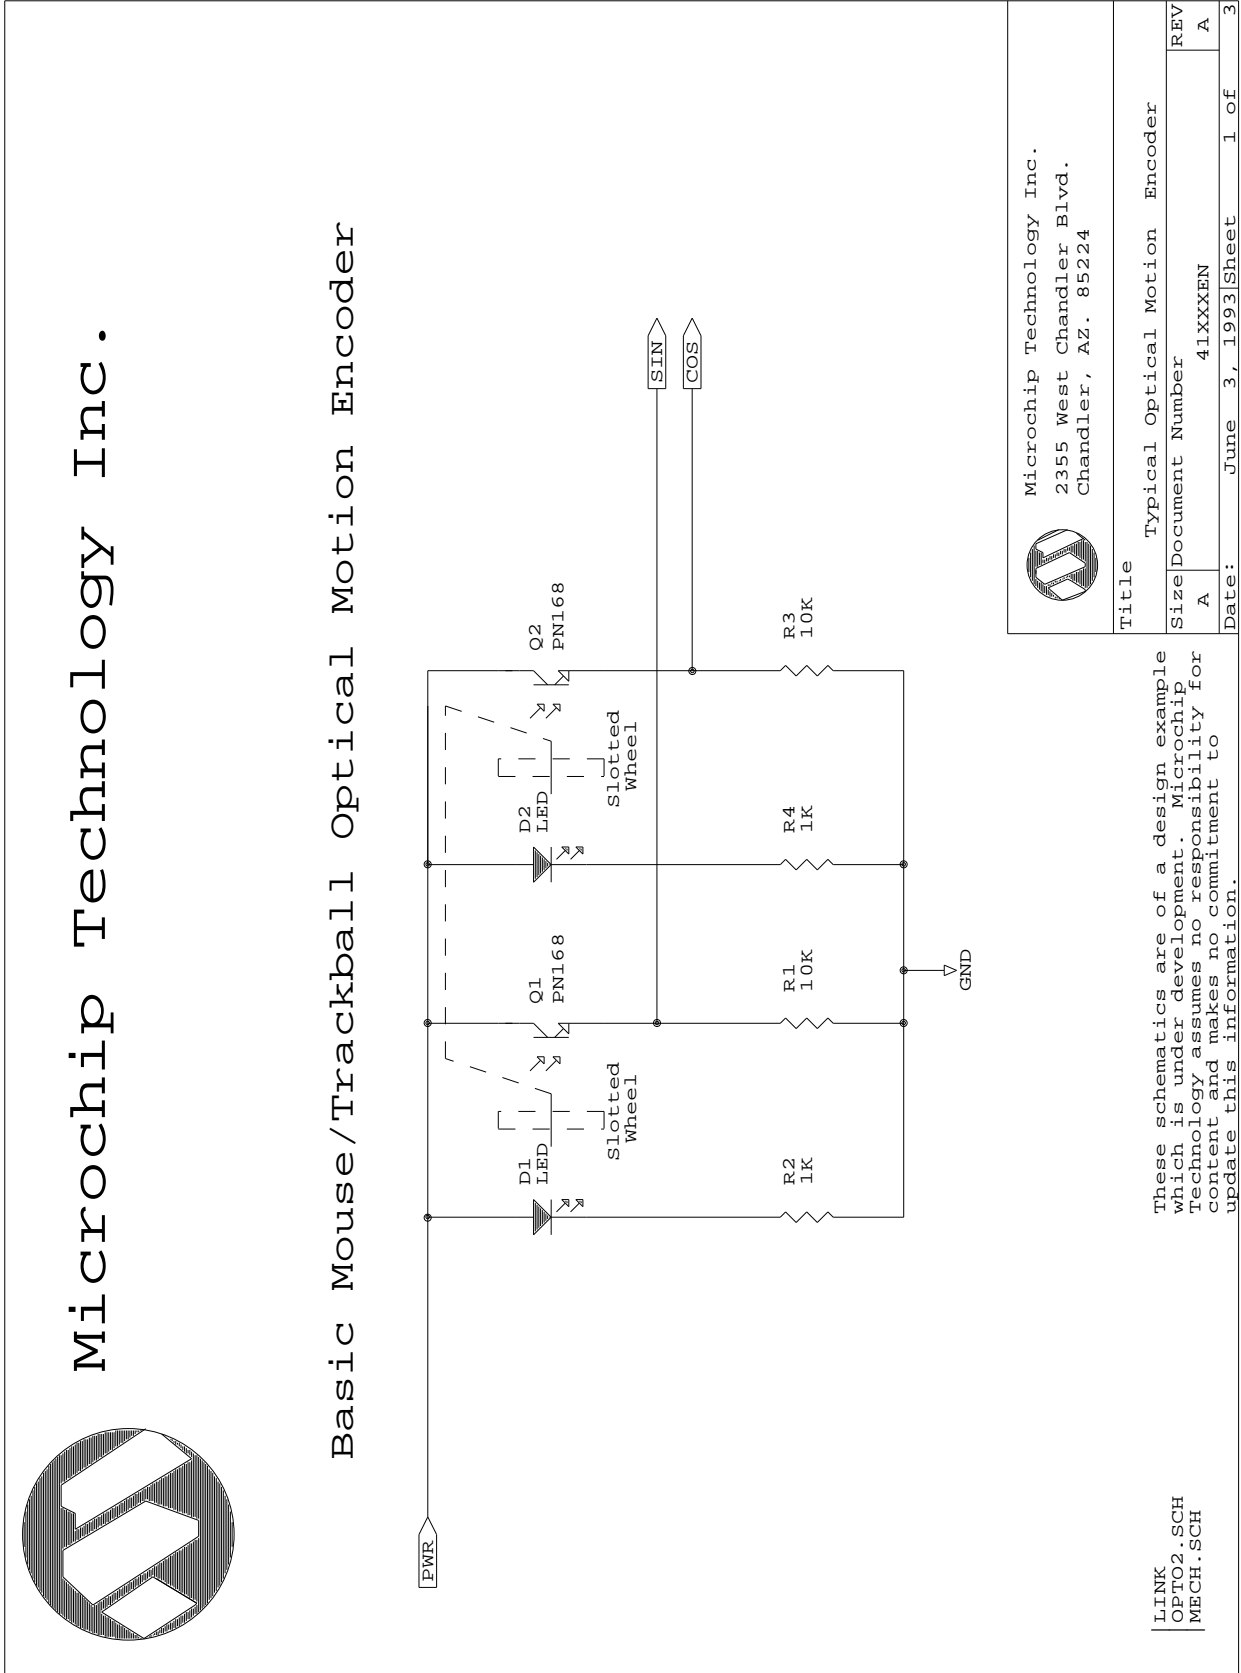 Microchip Technology Inc.
Basic Mouse/Trackball Optical Motion Encoder
PWR
D1
LED
Slotted
Wheel
Q1
PN168
D2
LED
Slotted
Wheel
Q2
PN168
SIN
COS
R2
1K
R1
10K
R4
1K
R3
10K
GND
|LINK
|OPTO2.SCH
|MECH.SCH
These schematics are of a design example
which is under development. Microchip
Technology assumes no responsibility for
content and makes no commitment to
update this information.
Microchip Technology Inc.
2355 West Chandler Blvd.
Chandler, AZ. 85224
Title
Typical Optical Motion Encoder
Size Document Number REV
A 41XXXEN A
Date: June 3, 1993 Sheet 1 of 3